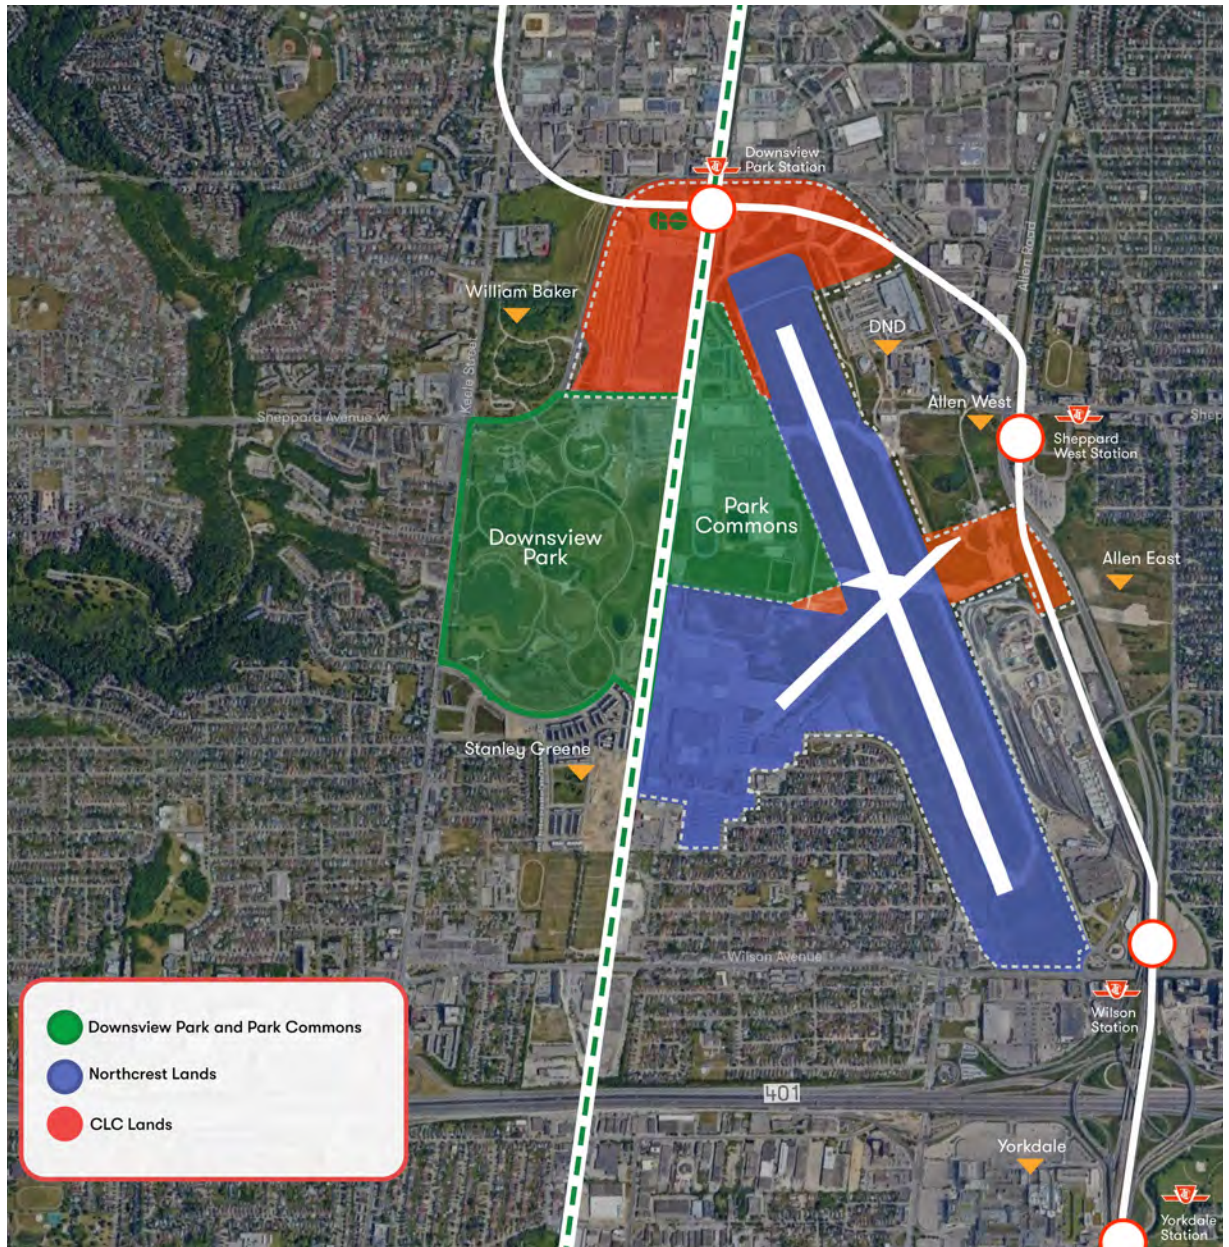 Downsview
Park Station
GO
William Baker
Allen Road
DND
Keele Street
Allen West
Sheppard Avenue W
Shep
Sheppard
West Station
Park
Commons
Downsview
Park
Allen East
Stanley Greene
Wilson Avenue
Wilson
Station
Downsview Park and Park Commons
Northcrest Lands
CLC Lands
401
Yorkdale
Yorkdale
Station